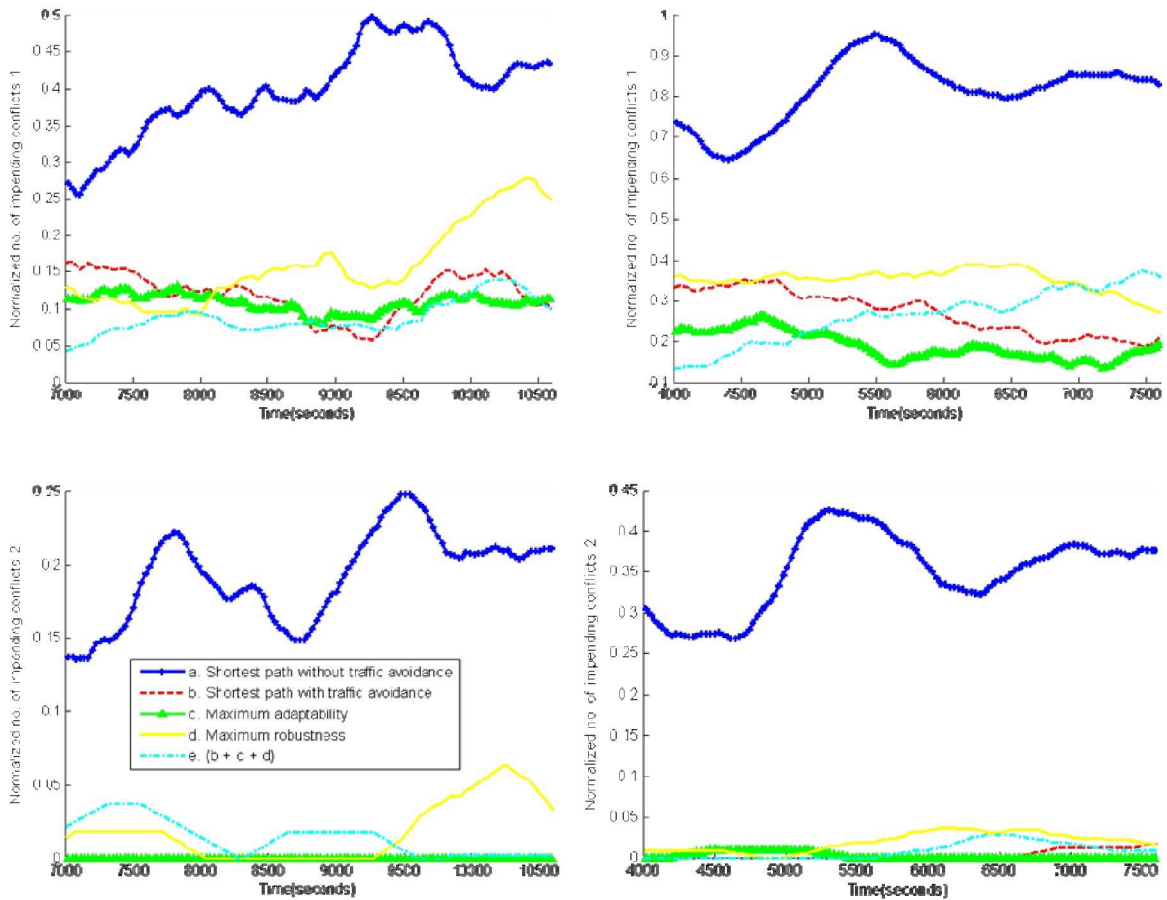 0.5
0.45
0.4
0.35
0.3
0.25
0.2
0.15
0.1
0.05
0
Normalized no. of impending conflicts 1
7000 7500 8000 8500 9000 9500 10000 10500
Time(seconds)
1
0.9
0.8
0.7
0.6
0.5
0.4
0.3
0.2
0.1
Normalized no. of impending conflicts 1
4000 4500 5000 5500 6000 6500 7000 7500
Time(seconds)
0.25
0.2
0.15
0.1
0.05
0
Normalized no. of impending conflicts 2
a. Shortest path without traffic avoidance
b. Shortest path with traffic avoidance
c. Maximum adaptability
d. Maximum robustness
e. (b + c + d)
7000 7500 8000 8500 9000 9500 10000 10500
Time(seconds)
0.45
0.4
0.35
0.3
0.25
0.2
0.15
0.1
0.05
0
Normalized no. of impending conflicts 2
4000 4500 5000 5500 6000 6500 7000 7500
Time(seconds)